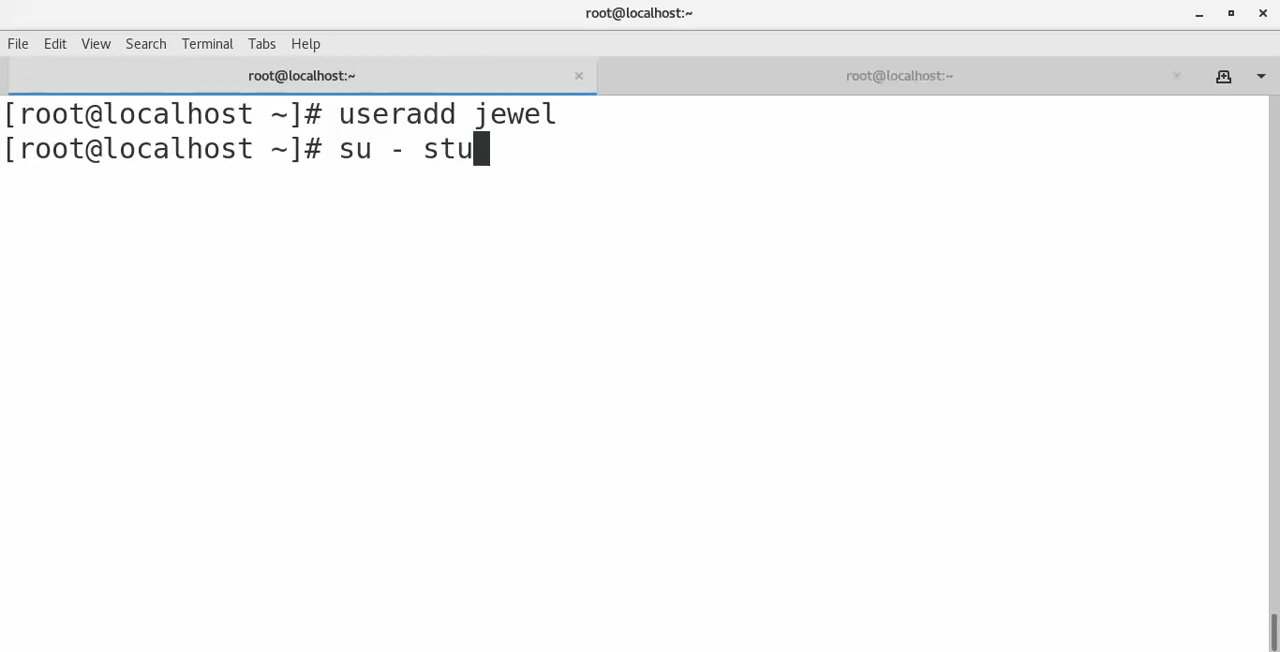 root@localhost:~
File Edit View Search Terminal Tabs Help
root@localhost:~ root@localhost:~
[root@localhost ~]# useradd jewel
[root@localhost ~]# su - stu